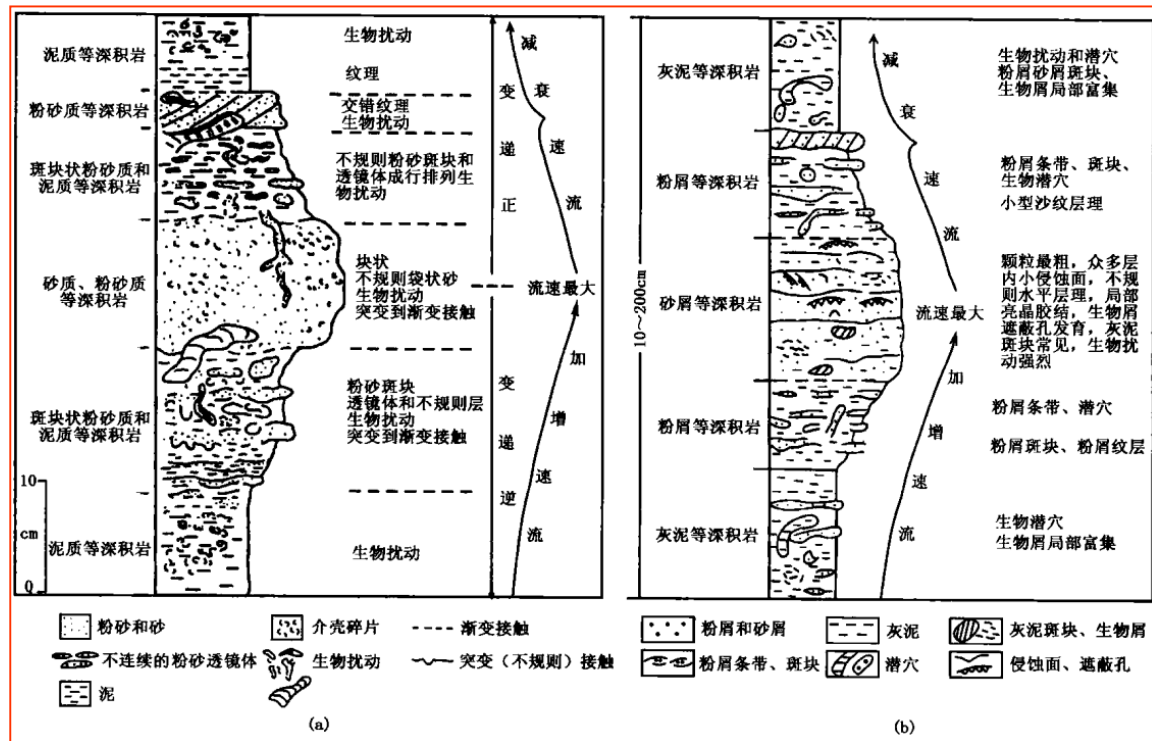 泥质等深积岩
生物扰动
纹理
粉砂质等深积岩
交错纹理
生物扰动
斑块状粉砂质和
泥质等深积岩
不规则粉砂斑块和
透镜体成行排列生
物扰动
砂质、粉砂质
等深积岩
块状
不规则袋状砂
生物扰动
突变到渐变接触
斑块状粉砂质和
泥质等深积岩
粉砂斑块
透镜体和不规则层
生物扰动
突变到渐变接触
泥质等深积岩
生物扰动
10
cm
0
变
递
正
变
递
逆
减
衰
速
流
流速最大
加
增
速
流
粉砂和砂
介壳碎片
渐变接触
不连续的粉砂透镜体
生物扰动
突变（不规则）接触
泥
(a)
10～200cm
灰泥等深积岩
生物扰动和潜穴
粉屑砂屑斑块、
生物屑局部富集
粉屑等深积岩
粉屑条带、斑块、
生物潜穴
小型沙纹层理
砂屑等深积岩
颗粒最粗，众多层
内小侵蚀面，不规
则水平层理，局部
亮晶胶结，生物屑
遮蔽孔发育，灰泥
斑块常见，生物扰
动强烈
粉屑等深积岩
粉屑条带、潜穴
粉屑斑块、粉屑纹层
灰泥等深积岩
生物潜穴
生物屑局部富集
减
衰
速
流
流速最大
加
增
速
流
粉屑和砂屑
灰泥
灰泥斑块、生物屑
粉屑条带、斑块
潜穴
侵蚀面、遮蔽孔
(b)